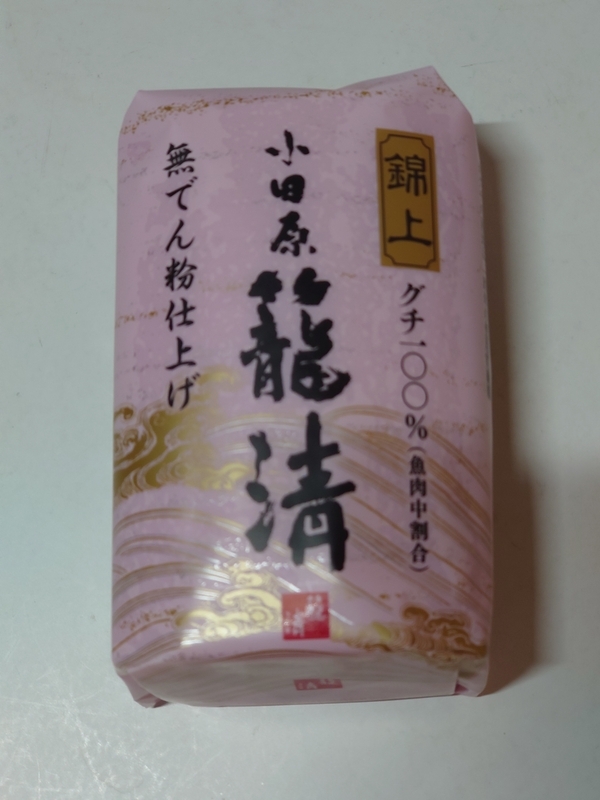 錦上
グチ一〇〇%(魚肉中割合)
小田原
籠清
無でん粉仕上げ